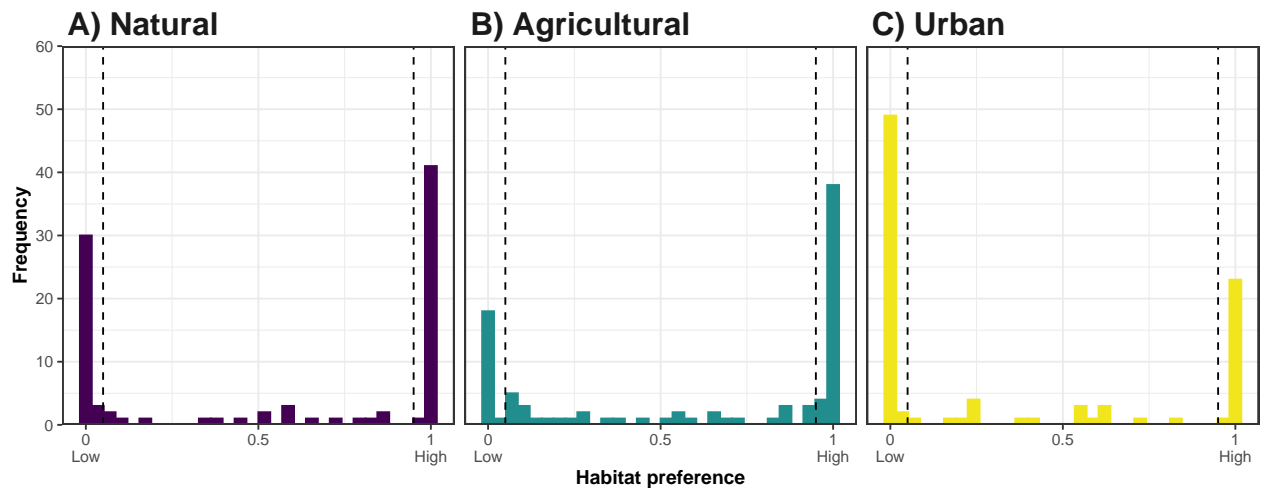 A) Natural
B) Agricultural
C) Urban
Frequency
60
50
40
30
20
10
0
0 0.5 1
Low High
0 0.5 1
Low High
0 0.5 1
Low High
Habitat preference